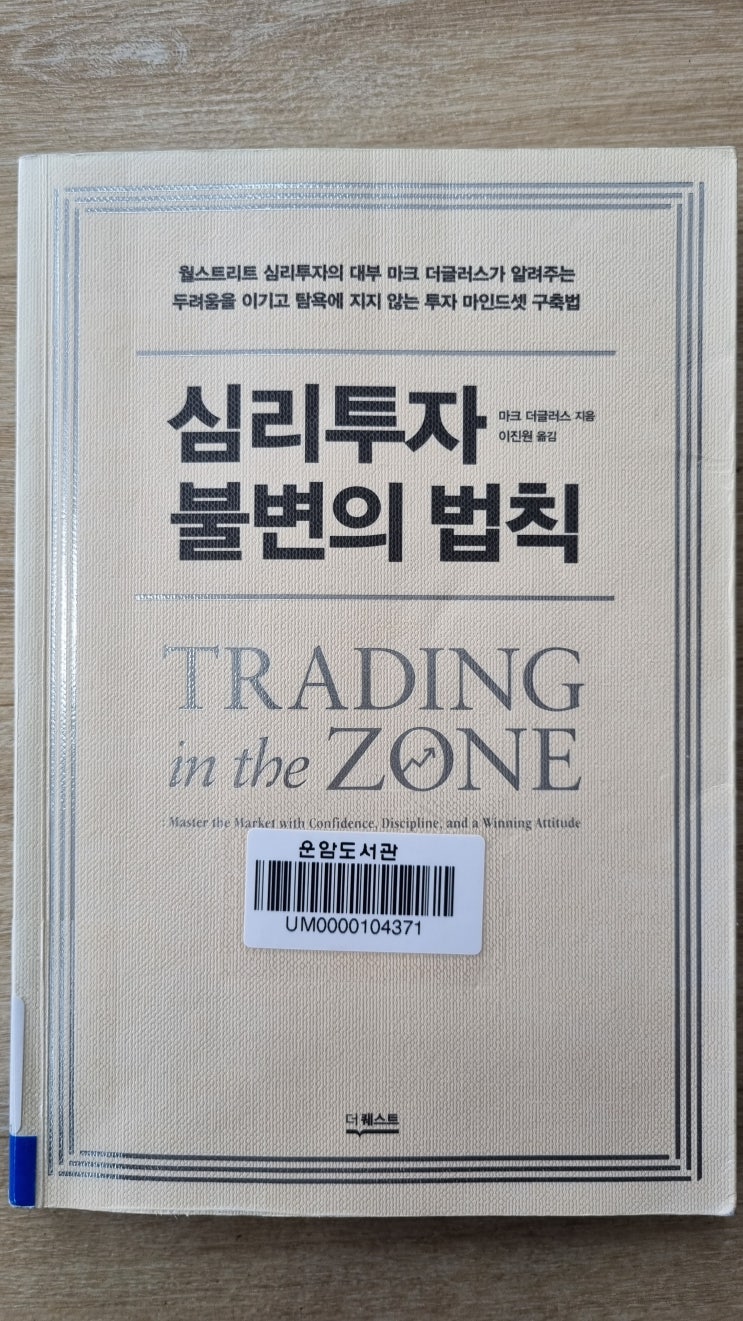 월스트리트 심리투자의 대부 마크 더글러스가 알려주는
두려움을 이기고 탐욕에 지지 않는 투자 마인드셋 구축법
심리투자
마크 더글러스 지음
이진원 옮김
불변의 법칙
TRADING
in the ZONE
: Master the Market with Confidence, Discipline, and a Winning Attitude
운암도서관
UM0000104371
더퀘스트